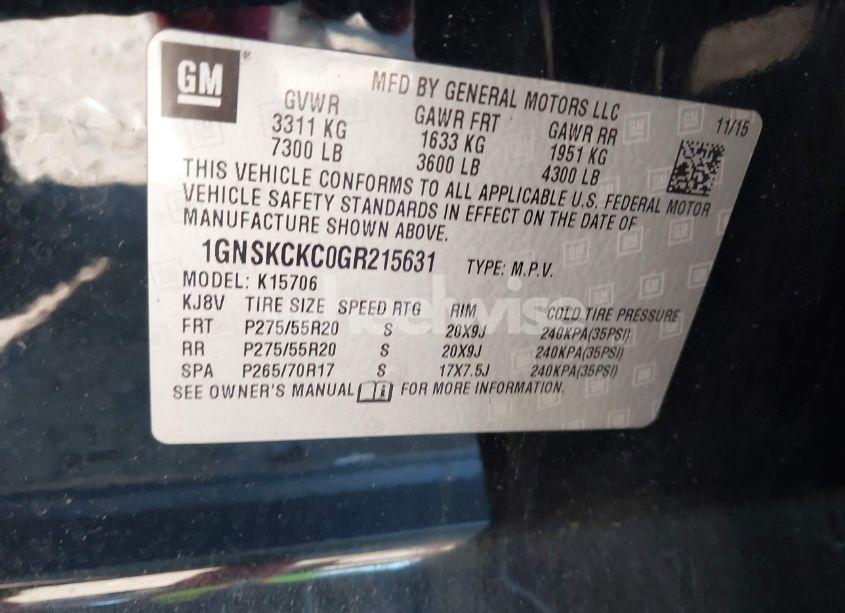 GM
MFD BY GENERAL MOTORS LLC
11/15
GVWR GAWR FRT GAWR RR
3311 KG 1633 KG 1951 KG
7300 LB 3600 LB 4300 LB
THIS VEHICLE CONFORMS TO ALL APPLICABLE U.S. FEDERAL MOTOR
VEHICLE SAFETY STANDARDS IN EFFECT ON THE DATE OF
MANUFACTURE SHOWN ABOVE.
1GNSKCKC0GR215631 TYPE: M.P.V.
MODEL: K15706
KJ8V TIRE SIZE SPEED RTG RIM COLD TIRE PRESSURE
FRT P275/55R20 S 20X9J 240KPA(35PSI)
RR P275/55R20 S 20X9J 240KPA(35PSI)
SPA P265/70R17 S 17X7.5J 240KPA(35PSI)
SEE OWNER'S MANUAL FOR MORE INFORMATION.